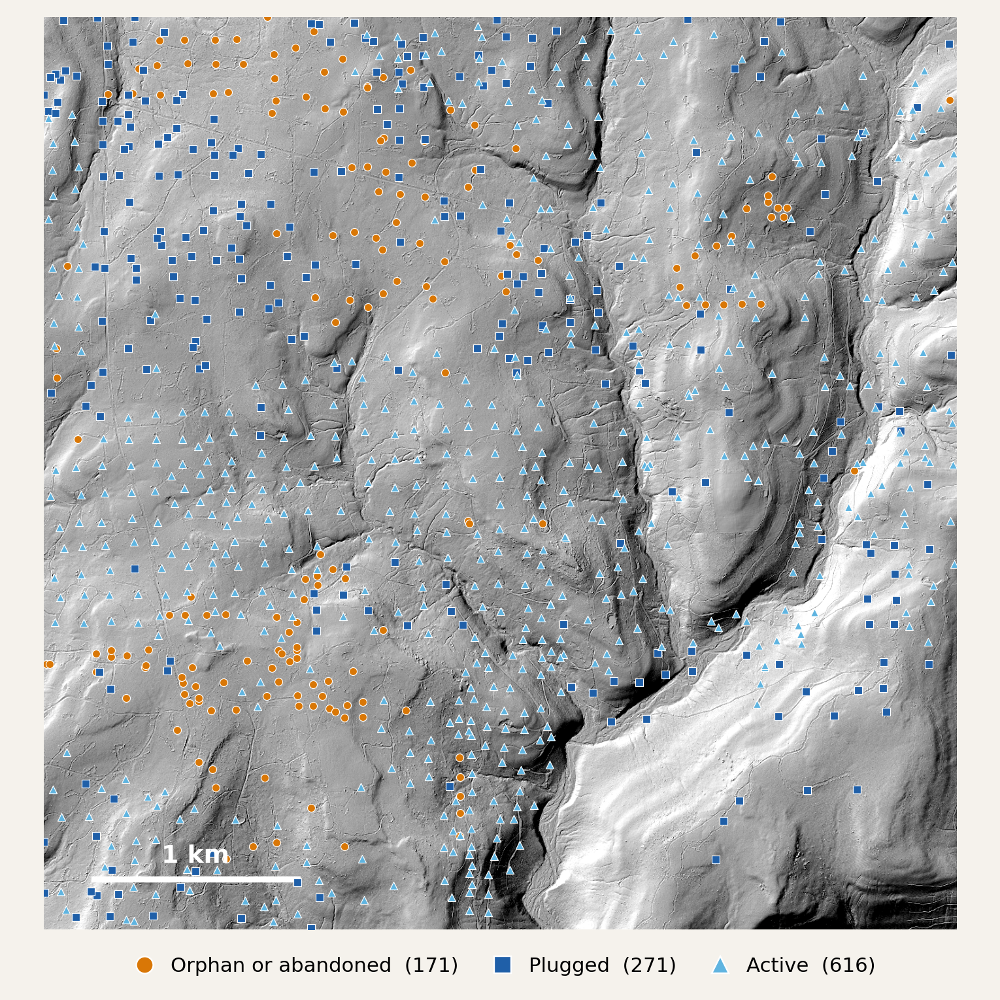 1 km
Orphan or abandoned (171) Plugged (271) Active (616)